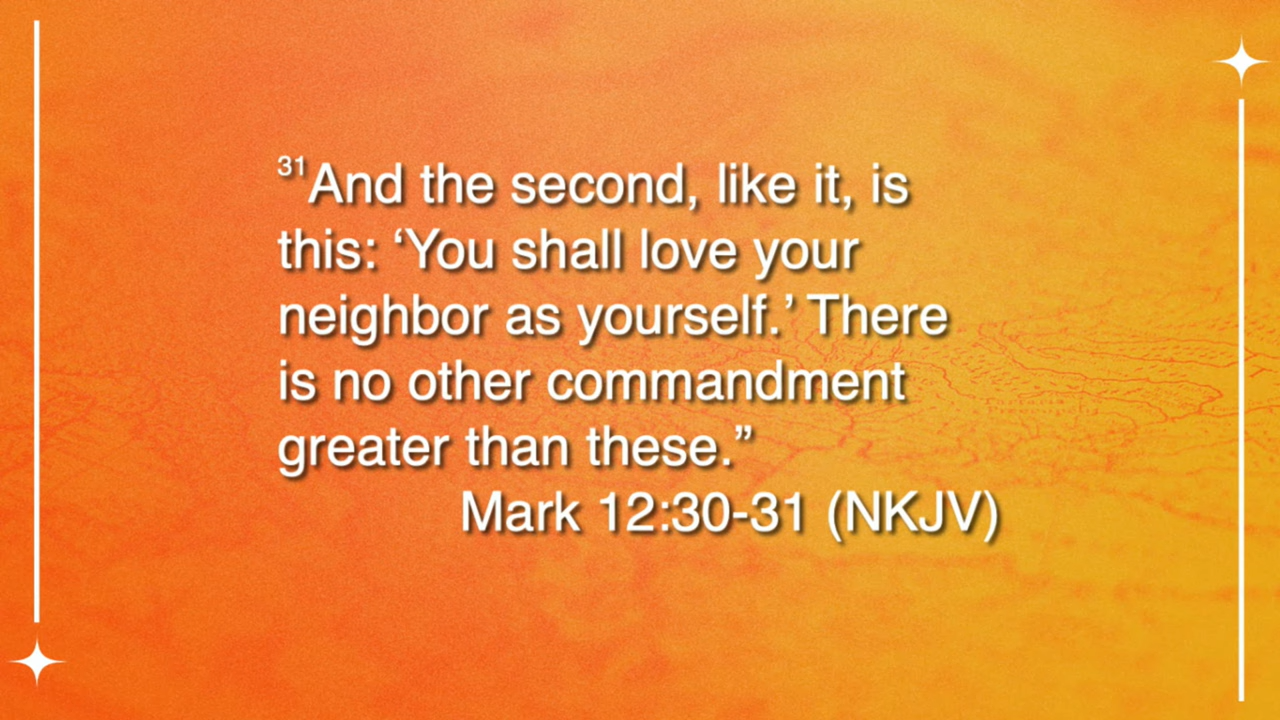 31And the second, like it, is
this: ‘You shall love your
neighbor as yourself.’ There
is no other commandment
greater than these.”
Mark 12:30-31 (NKJV)